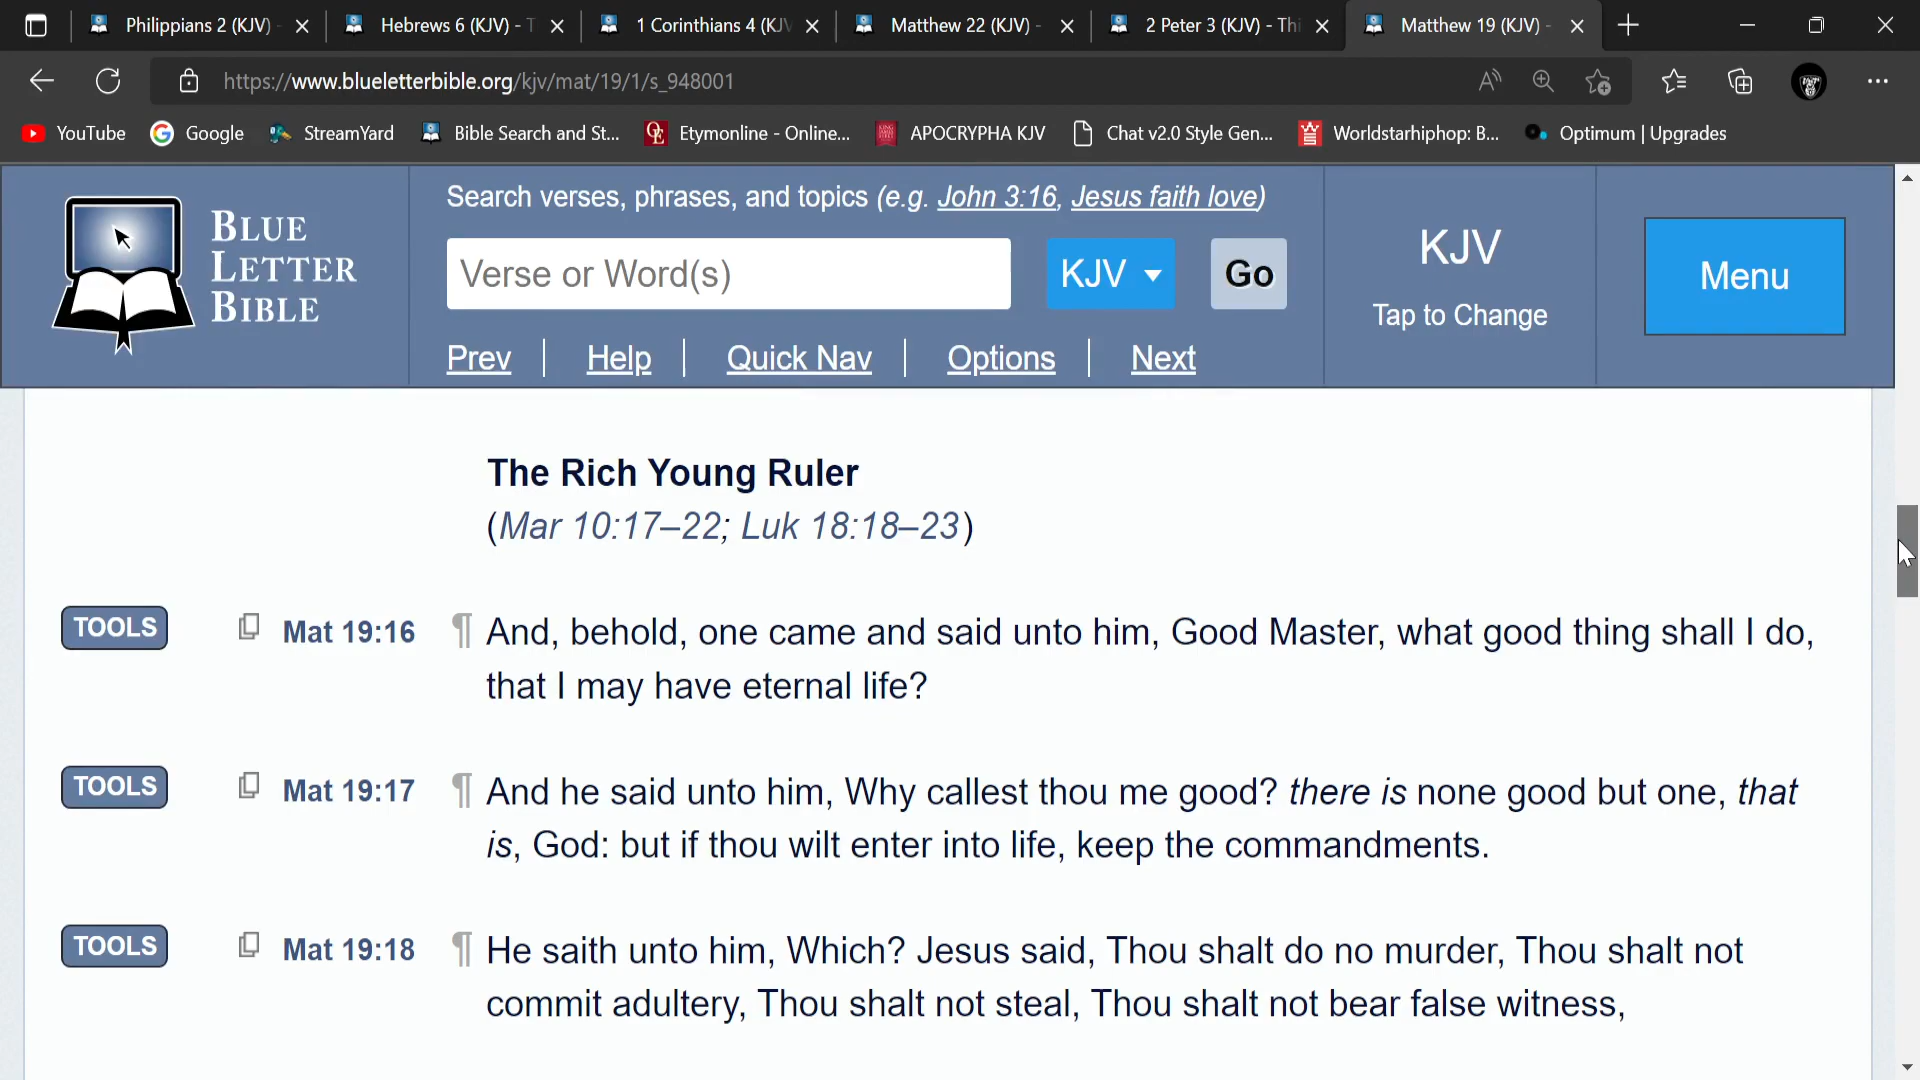 Philippians 2 (KJV) -
Hebrews 6 (KJV) - T
1 Corinthians 4 (KJV
Matthew 22 (KJV) -
2 Peter 3 (KJV) - Thi
Matthew 19 (KJV) -
https://www.blueletterbible.org/kjv/mat/19/1/s_948001
YouTube
Google
StreamYard
Bible Search and St...
Etymonline - Online...
APOCRYPHA KJV
Chat v2.0 Style Gen...
Worldstarhiphop: B...
Optimum | Upgrades
BLUE
LETTER
BIBLE
Search verses, phrases, and topics (e.g. John 3:16, Jesus faith love)
Verse or Word(s)
KJV
Go
Prev | Help | Quick Nav | Options | Next
KJV
Tap to Change
Menu
The Rich Young Ruler
(Mar 10:17–22; Luk 18:18–23)
TOOLS Mat 19:16 ¶ And, behold, one came and said unto him, Good Master, what good thing shall I do,
that I may have eternal life?
TOOLS Mat 19:17 ¶ And he said unto him, Why callest thou me good? there is none good but one, that
is, God: but if thou wilt enter into life, keep the commandments.
TOOLS Mat 19:18 ¶ He saith unto him, Which? Jesus said, Thou shalt do no murder, Thou shalt not
commit adultery, Thou shalt not steal, Thou shalt not bear false witness,